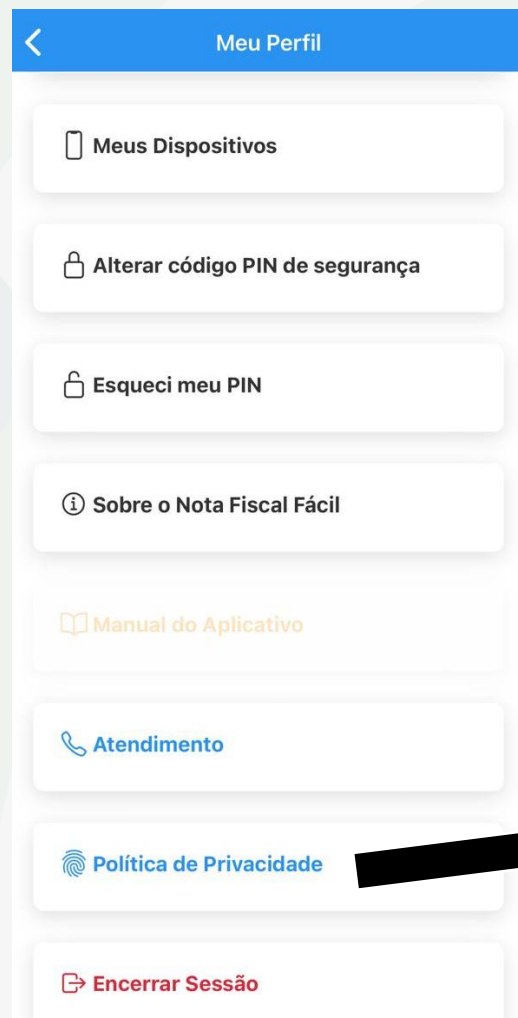 Meu Perfil
Meus Dispositivos
Alterar código PIN de segurança
Esqueci meu PIN
Sobre o Nota Fiscal Fácil
Manual do Aplicativo
Atendimento
Política de Privacidade
Encerrar Sessão